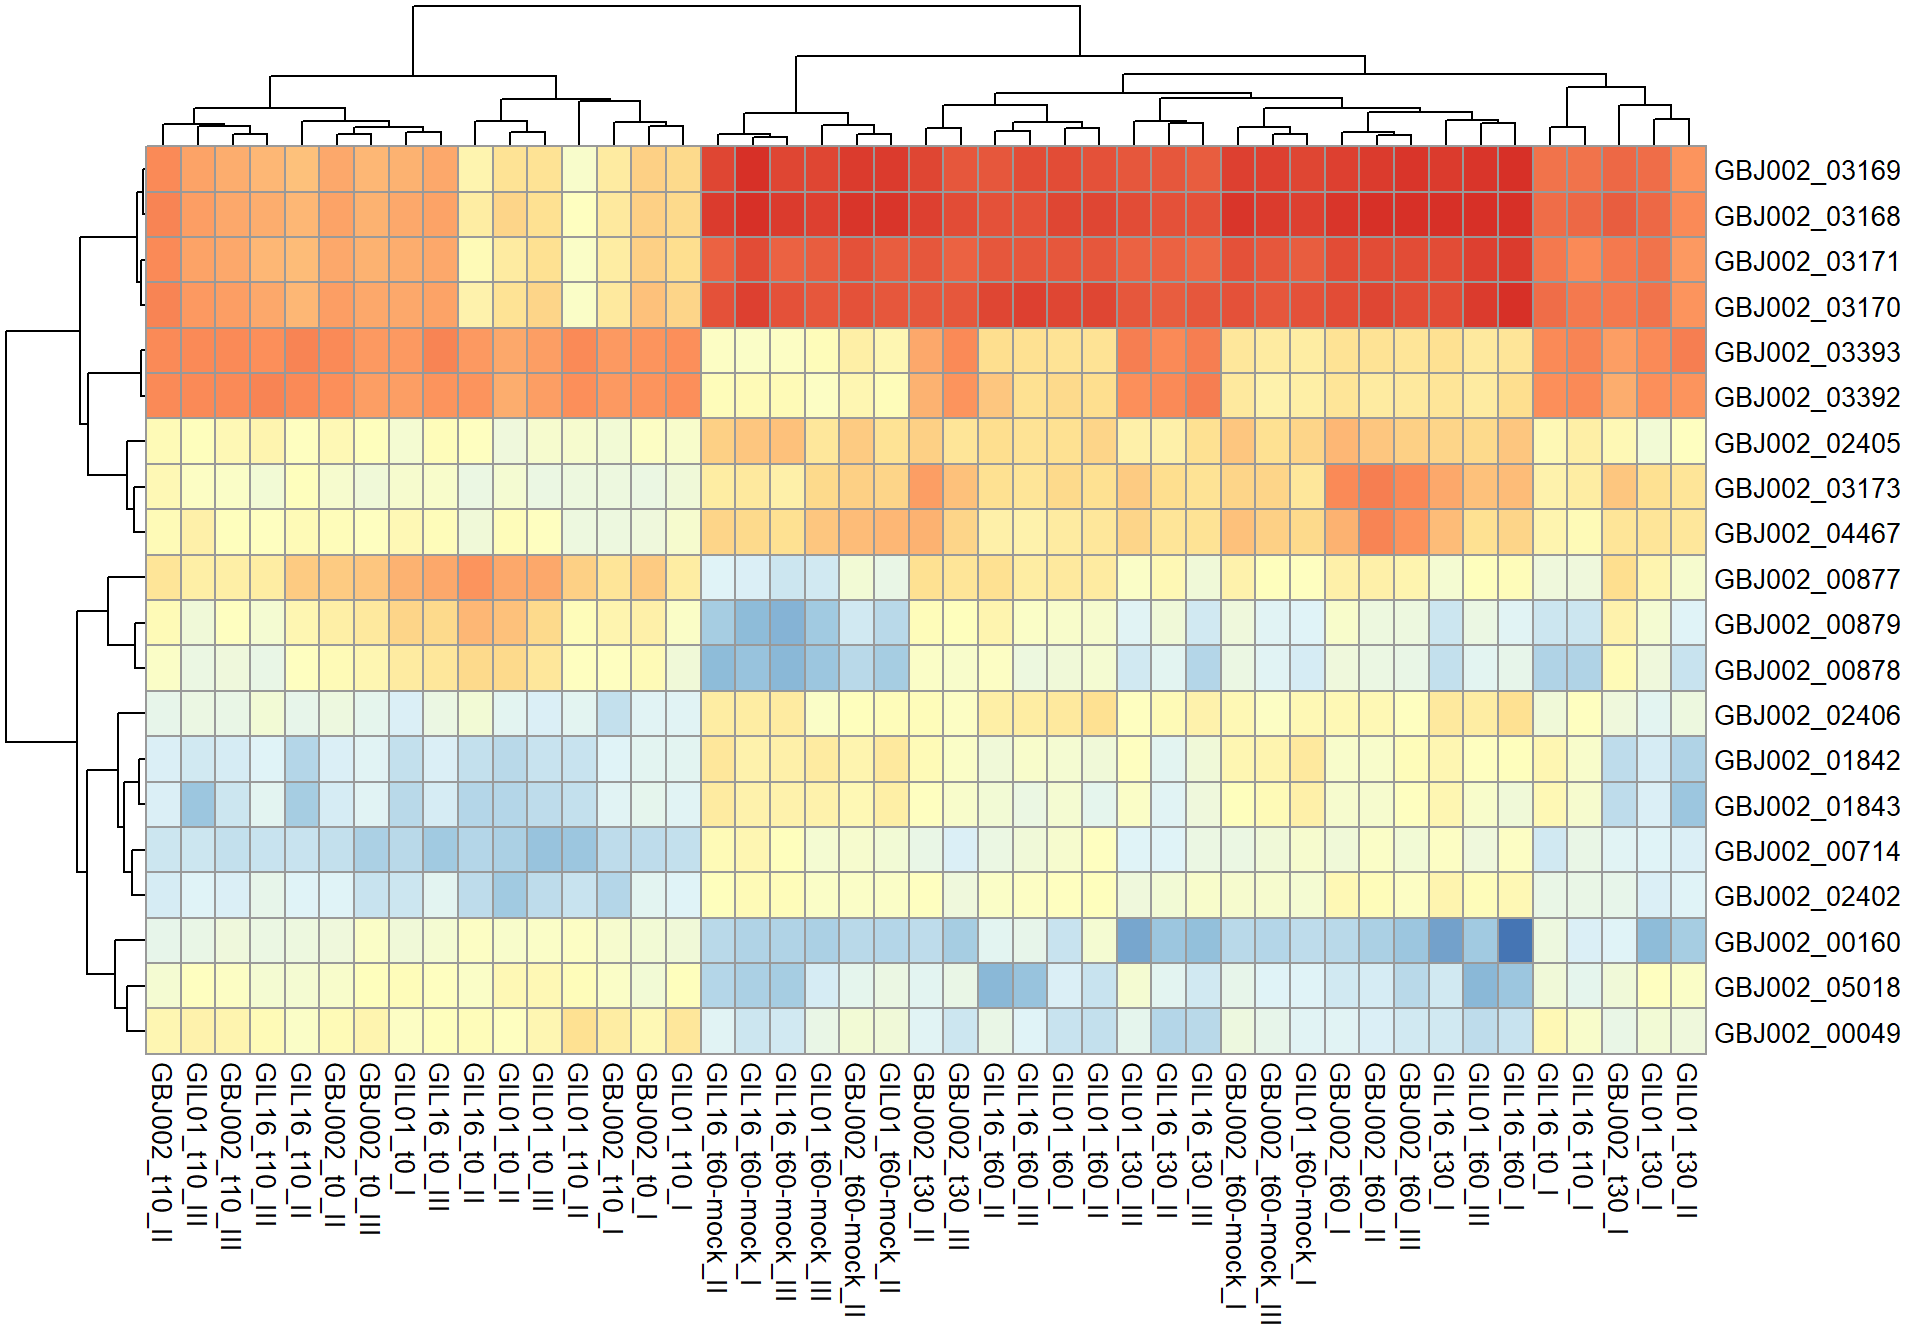 GBJ002_03169
GBJ002_03168
GBJ002_03171
GBJ002_03170
GBJ002_03393
GBJ002_03392
GBJ002_02405
GBJ002_03173
GBJ002_04467
GBJ002_00877
GBJ002_00879
GBJ002_00878
GBJ002_02406
GBJ002_01842
GBJ002_01843
GBJ002_00714
GBJ002_02402
GBJ002_00160
GBJ002_05018
GBJ002_00049
GBJ002_t10_II
GIL01_t10_III
GBJ002_t10_III
GIL16_t10_III
GIL16_t10_II
GBJ002_t0_II
GBJ002_t0_III
GIL01_t0_I
GIL16_t0_III
GIL16_t0_II
GIL01_t0_II
GIL01_t0_III
GIL01_t10_II
GBJ002_t10_I
GBJ002_t0_I
GIL01_t10_I
GIL16_t60-mock_II
GIL16_t60-mock_I
GIL16_t60-mock_III
GIL01_t60-mock_III
GBJ002_t60-mock_II
GIL01_t60-mock_II
GBJ002_t30_II
GBJ002_t30_III
GIL16_t60_II
GIL16_t60_III
GIL01_t60_I
GIL01_t60_II
GIL01_t30_III
GIL16_t30_II
GIL16_t30_III
GBJ002_t60-mock_I
GBJ002_t60-mock_III
GIL01_t60-mock_I
GBJ002_t60_I
GBJ002_t60_II
GBJ002_t60_III
GIL16_t30_I
GIL01_t60_III
GIL16_t60_I
GIL16_t0_I
GIL16_t10_I
GBJ002_t30_I
GIL01_t30_I
GIL01_t30_II